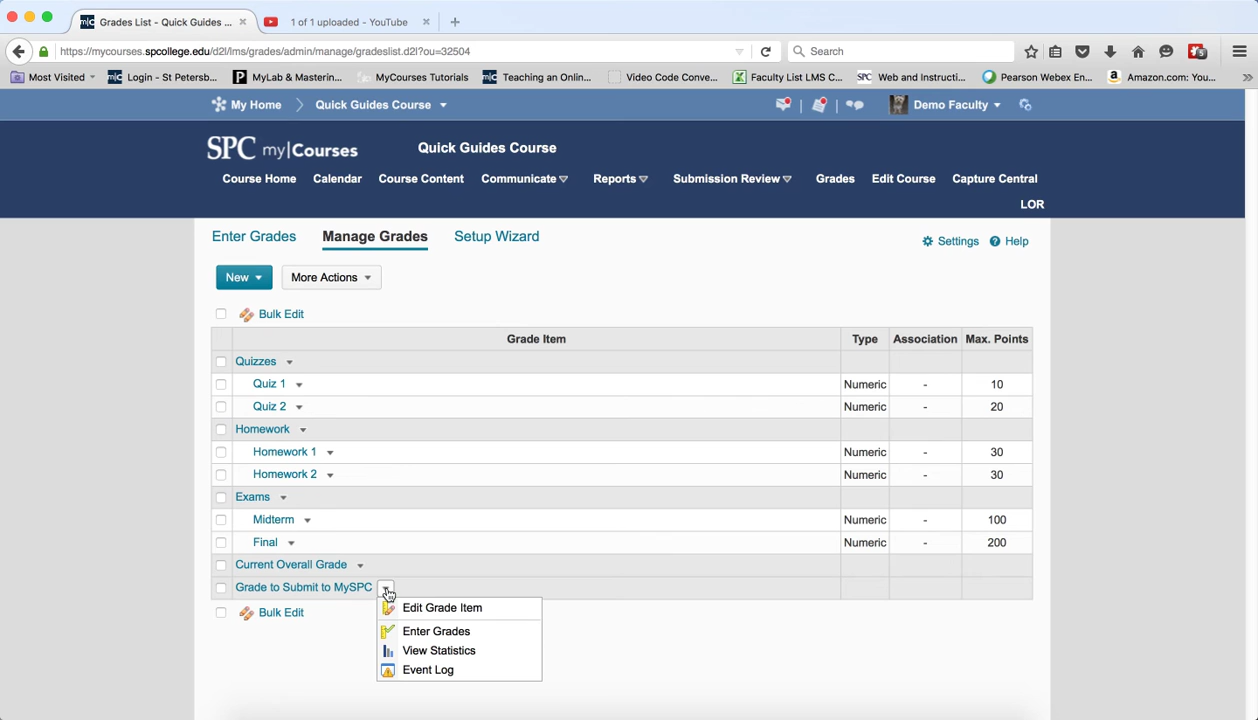 Grades List - Quick Guides ... ×
1 of 1 uploaded - YouTube ×
https://mycourses.spcollege.edu/d2l/lms/grades/admin/manage/gradeslist.d2l?ou=32504
Search
5
Most Visited
Login - St Petersb...
MyLab & Masterin...
MyCourses Tutorials
Teaching an Onlin...
Video Code Conve...
Faculty List LMS C...
Web and Instructi...
Pearson Webex En...
Amazon.com: You...
My Home
Quick Guides Course
Demo Faculty
SPC my|Courses
Quick Guides Course
Course Home
Calendar
Course Content
Communicate
Reports
Submission Review
Grades
Edit Course
Capture Central
LOR
Enter Grades
Manage Grades
Setup Wizard
Settings
Help
New
More Actions
Bulk Edit
Grade Item Type Association Max. Points
Quizzes
Quiz 1 Numeric - 10
Quiz 2 Numeric - 20
Homework
Homework 1 Numeric - 30
Homework 2 Numeric - 30
Exams
Midterm Numeric - 100
Final Numeric - 200
Current Overall Grade
Grade to Submit to MySPC
Bulk Edit
Edit Grade Item
Enter Grades
View Statistics
Event Log